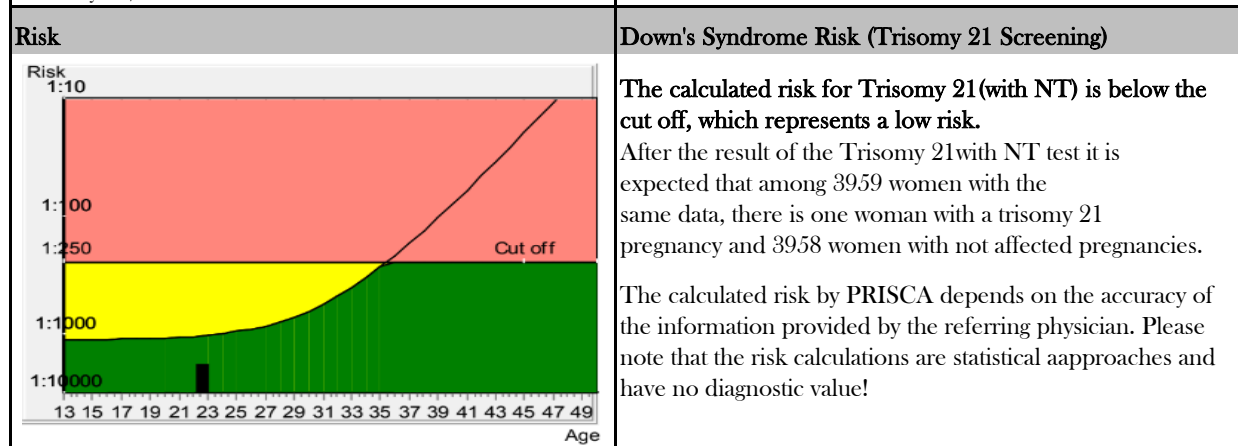 Risk
Down's Syndrome Risk (Trisomy 21 Screening)
Risk
1:10
1:100
1:250
Cut off
1:1000
1:10000
13 15 17 19 21 23 25 27 29 31 33 35 37 39 41 43 45 47 49
Age
The calculated risk for Trisomy 21(with NT) is below the
cut off, which represents a low risk.
After the result of the Trisomy 21with NT test it is
expected that among 3959 women with the
same data, there is one woman with a trisomy 21
pregnancy and 3958 women with not affected pregnancies.
The calculated risk by PRISCA depends on the accuracy of
the information provided by the referring physician. Please
note that the risk calculations are statistical aapproaches and
have no diagnostic value!